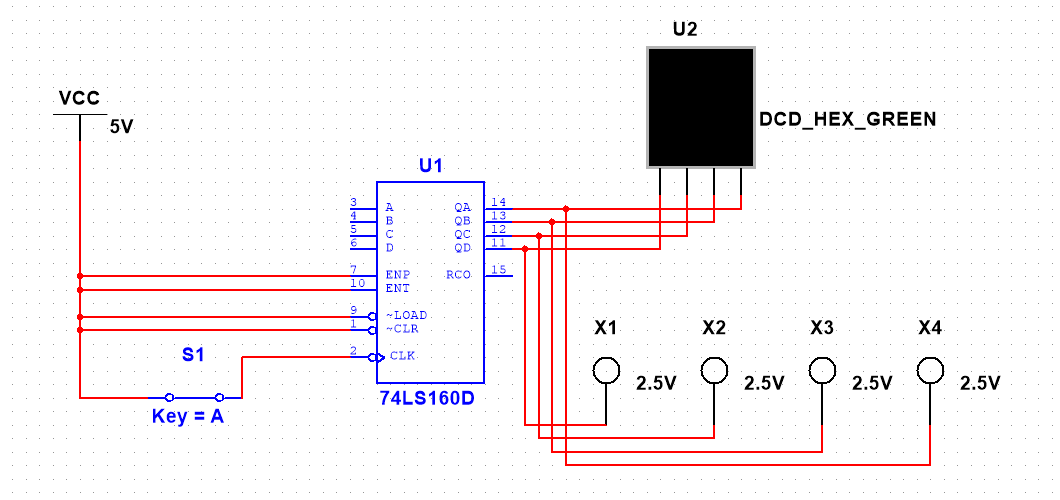 U2
VCC
5V
DCD_HEX_GREEN
U1
3 A QA 14
4 B QB 13
5 C QC 12
6 D QD 11
7 ENP RCO 15
10 ENT
9 ~LOAD
1 ~CLR
2 CLK
74LS160D
S1
Key = A
X1 X2 X3 X4
2.5V 2.5V 2.5V 2.5V